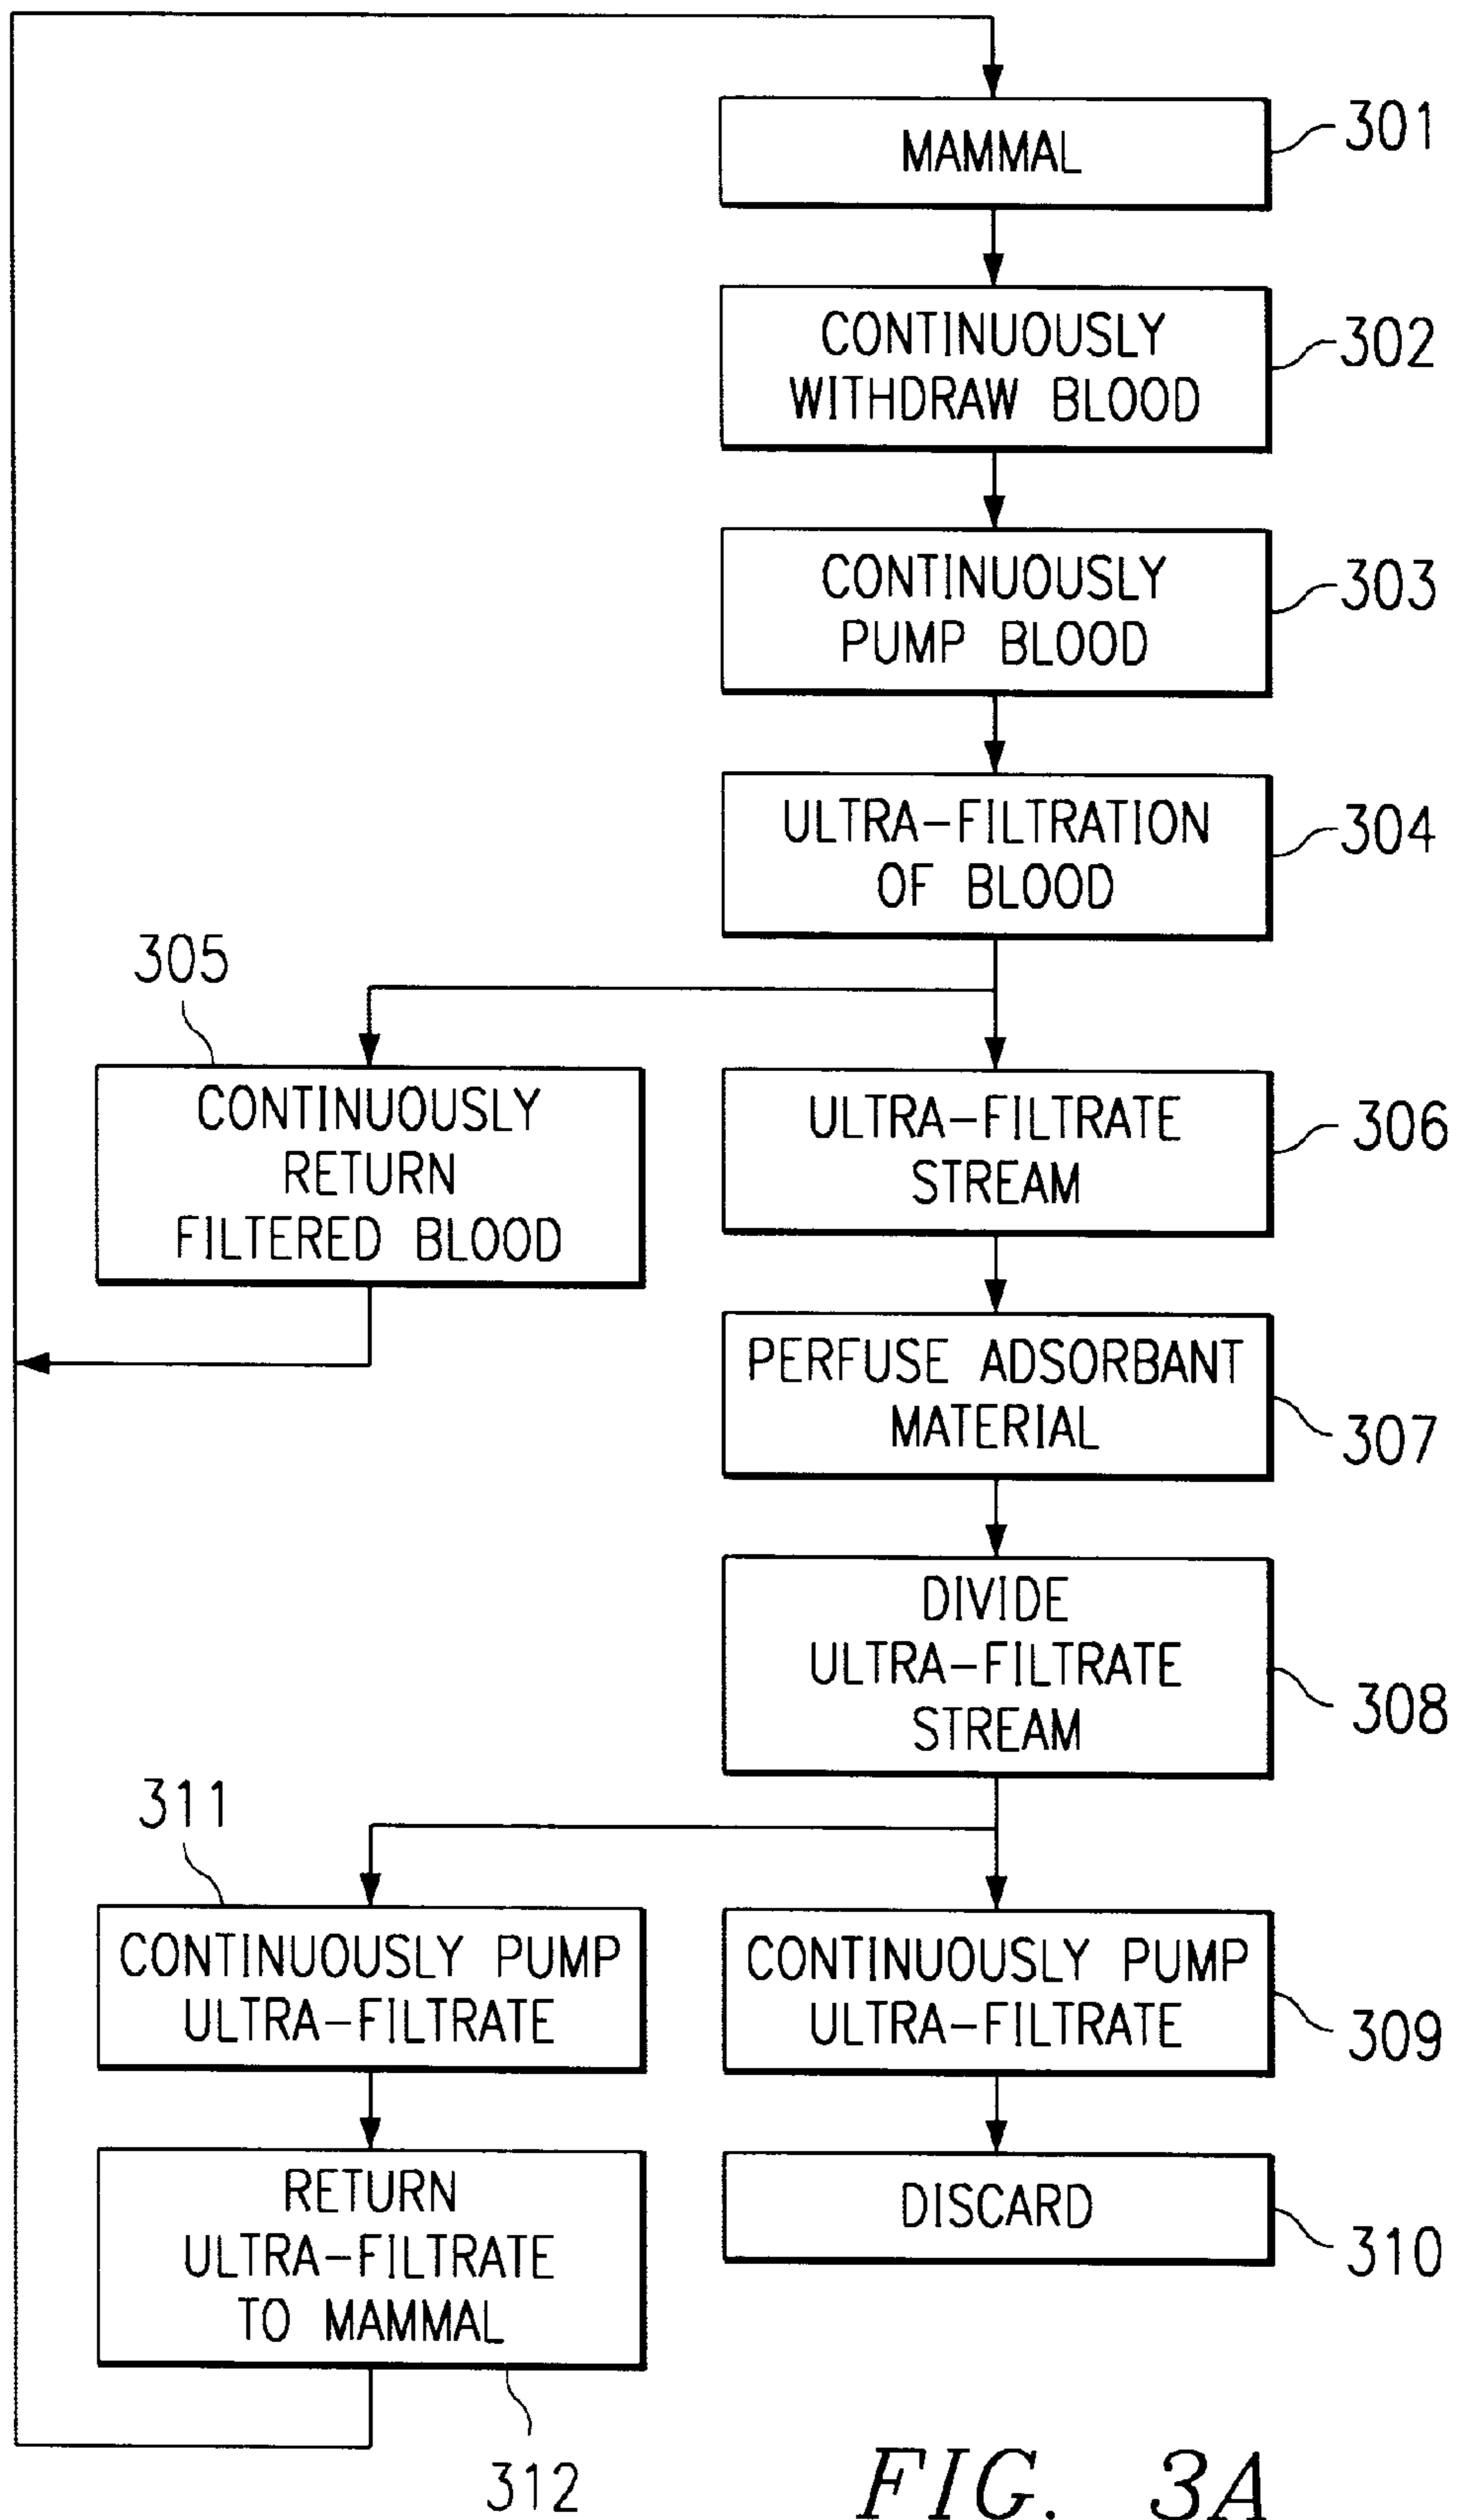 MAMMAL
301
CONTINUOUSLY
WITHDRAW BLOOD
302
CONTINUOUSLY
PUMP BLOOD
303
ULTRA-FILTRATION
OF BLOOD
304
305
CONTINUOUSLY
RETURN
FILTERED BLOOD
ULTRA-FILTRATE
STREAM
306
PERFUSE ADSORBANT
MATERIAL
307
DIVIDE
ULTRA-FILTRATE
STREAM
308
311
CONTINUOUSLY PUMP
ULTRA-FILTRATE
CONTINUOUSLY PUMP
ULTRA-FILTRATE
309
RETURN
ULTRA-FILTRATE
TO MAMMAL
312
DISCARD
310
FIG. 3A